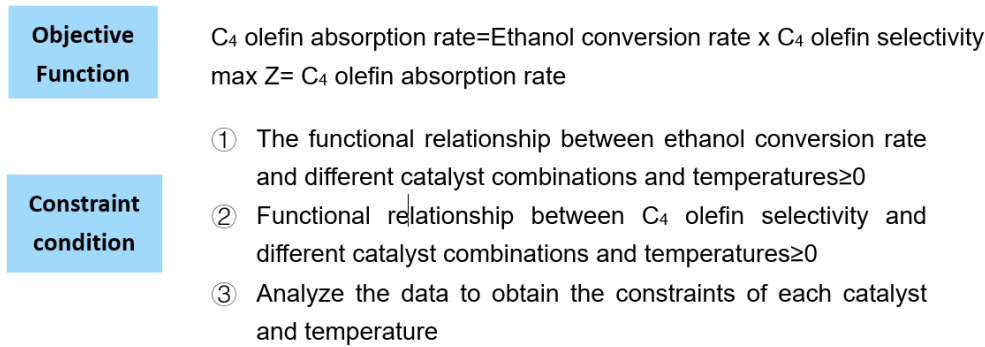 Objective
Function
C₄ olefin absorption rate=Ethanol conversion rate x C₄ olefin selectivity
max Z= C₄ olefin absorption rate
Constraint
condition
① The functional relationship between ethanol conversion rate
and different catalyst combinations and temperatures≥0
② Functional relationship between C₄ olefin selectivity and
different catalyst combinations and temperatures≥0
③ Analyze the data to obtain the constraints of each catalyst
and temperature